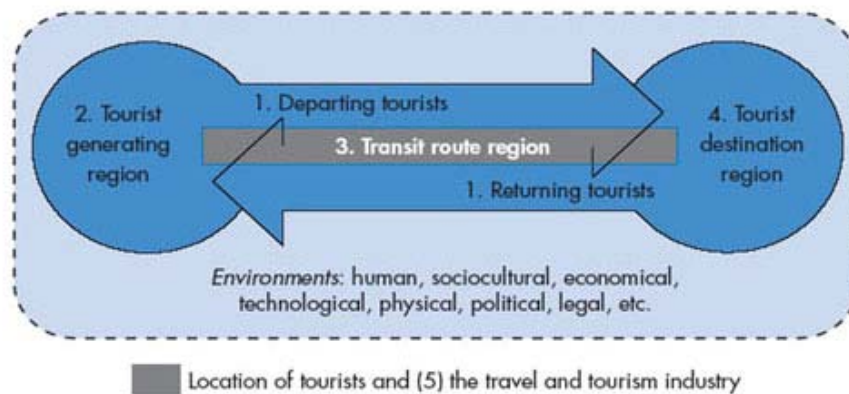 1. Departing tourists
2. Tourist
generating
region
3. Transit route region
4. Tourist
destination
region
1. Returning tourists
Environments: human, sociocultural, economical,
technological, physical, political, legal, etc.
Location of tourists and (5) the travel and tourism industry